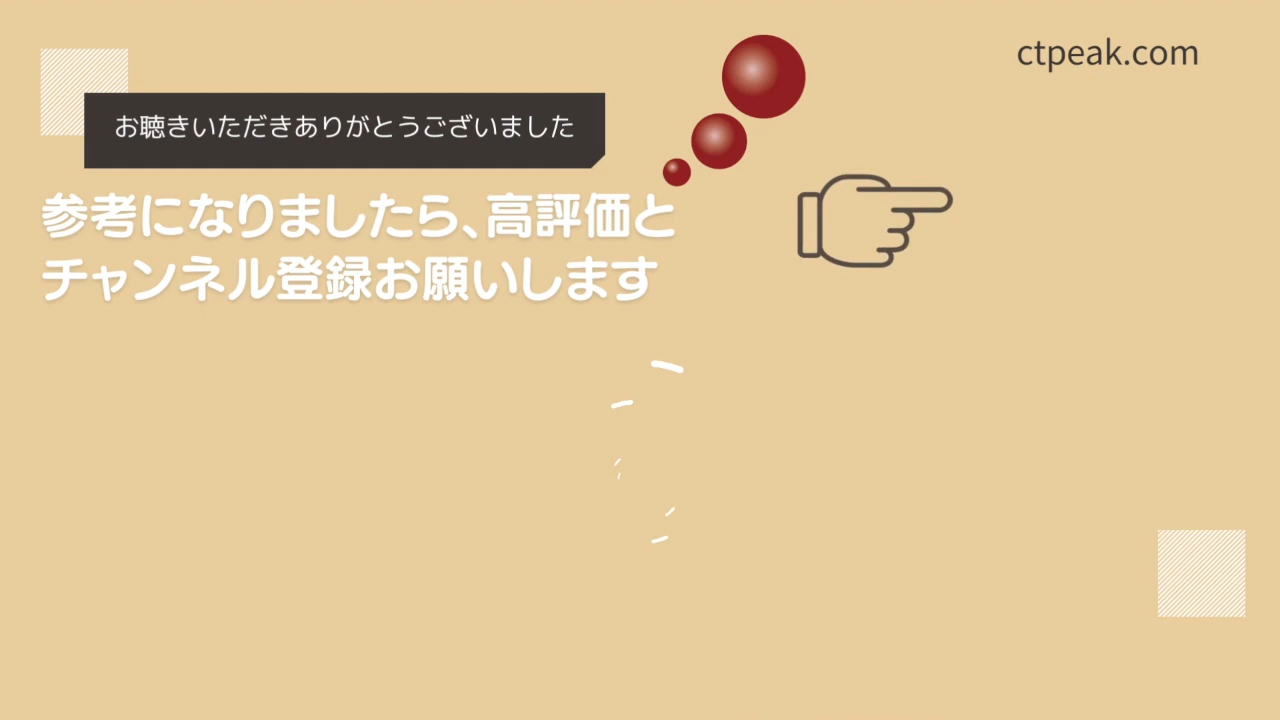 ctpeak.com
お聴きいただきありがとうございました
参考になりましたら、高評価と
チャンネル登録お願いします